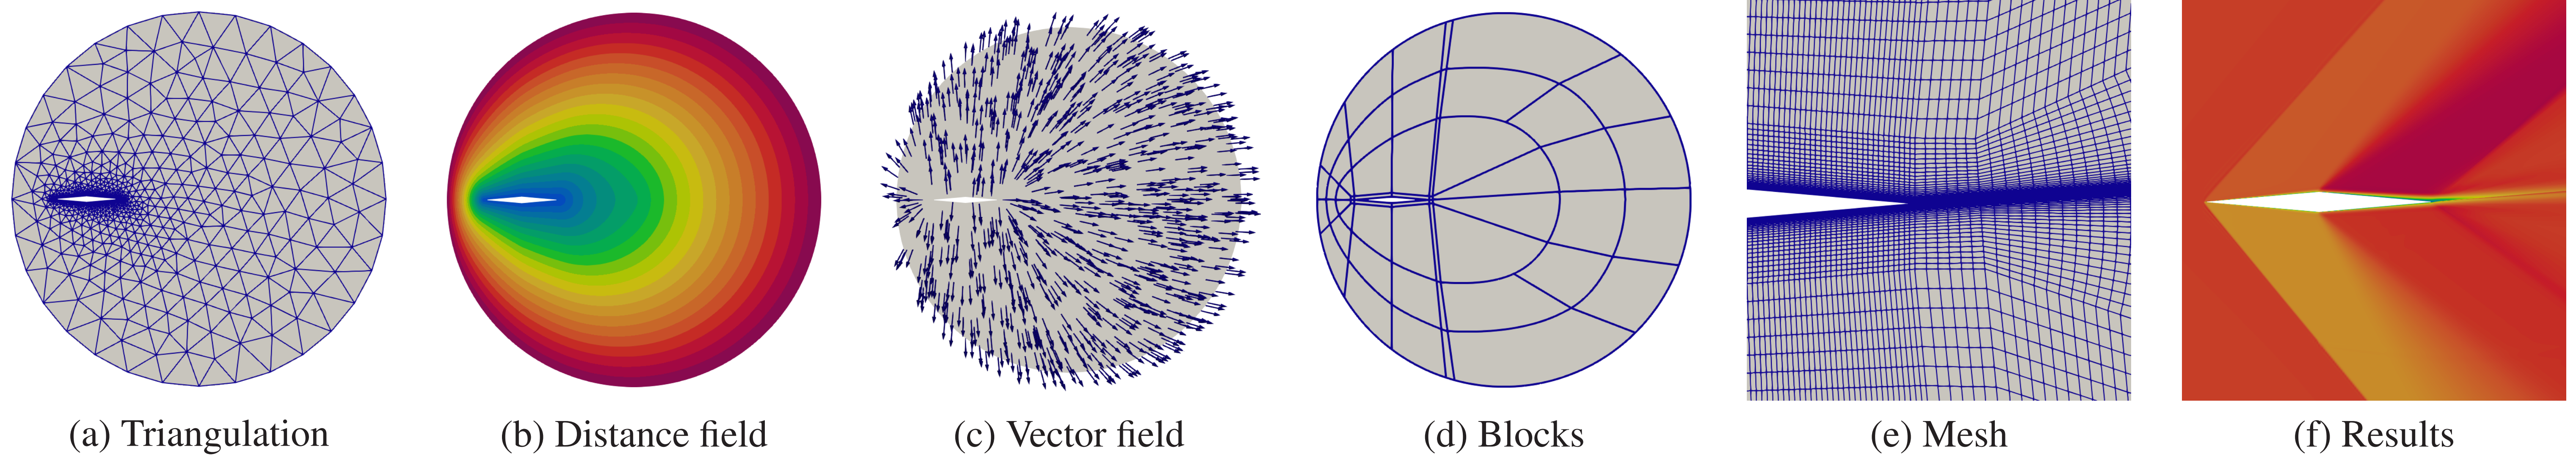 (a) Triangulation
(b) Distance field
(c) Vector field
(d) Blocks
(e) Mesh
(f) Results